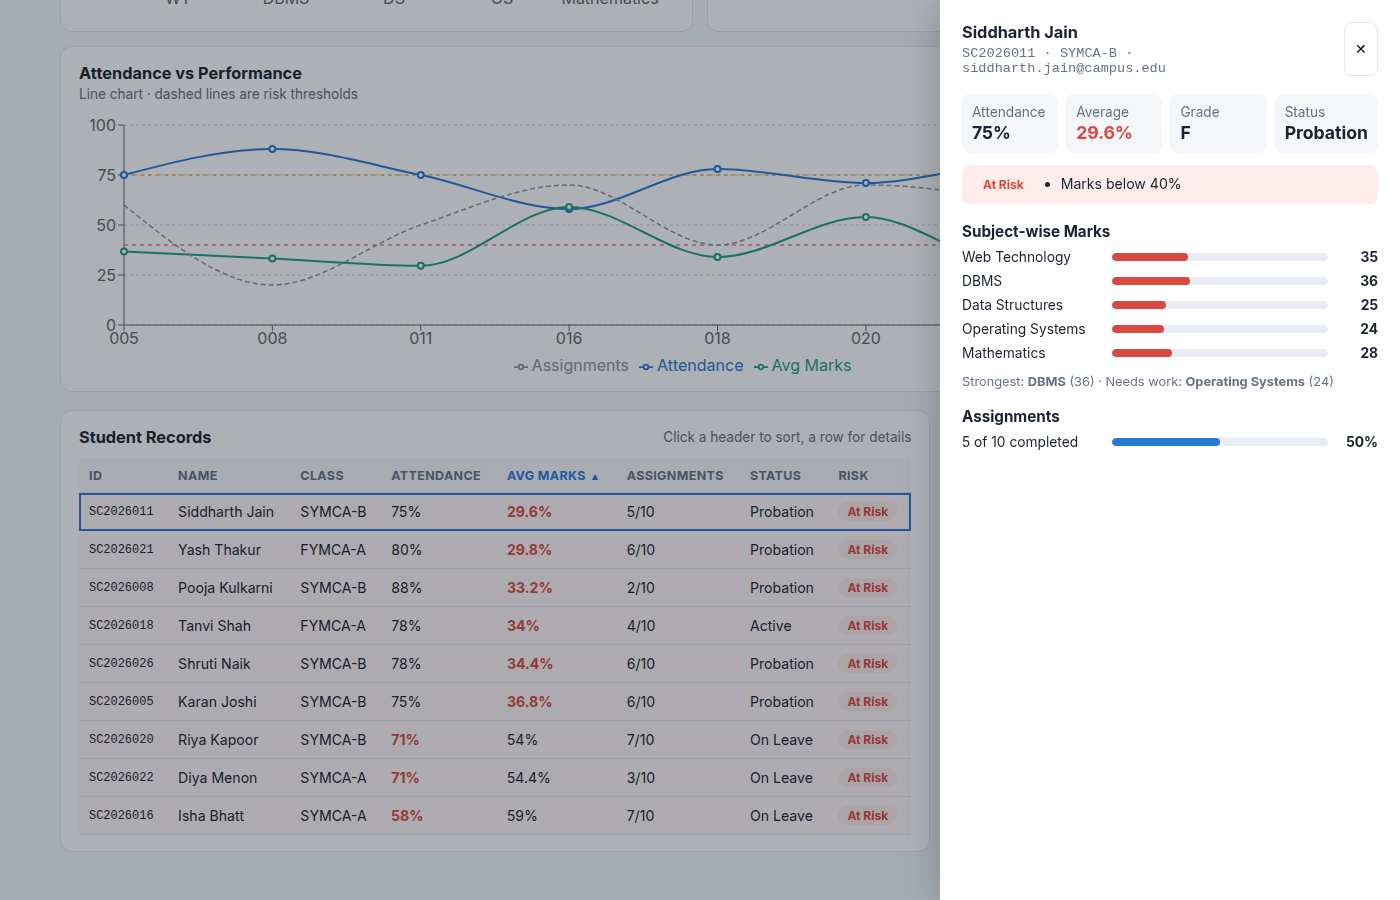 WT DBMS DS OS Mathematics
Attendance vs Performance
Line chart · dashed lines are risk thresholds
100
75
50
25
0
005 008 011 016 018 020
Assignments Attendance Avg Marks
Student Records
Click a header to sort, a row for details
ID NAME CLASS ATTENDANCE AVG MARKS ▲ ASSIGNMENTS STATUS RISK
SC2026011 Siddharth Jain SYMCA-B 75% 29.6% 5/10 Probation At Risk
SC2026021 Yash Thakur FYMCA-A 80% 29.8% 6/10 Probation At Risk
SC2026008 Pooja Kulkarni SYMCA-B 88% 33.2% 2/10 Probation At Risk
SC2026018 Tanvi Shah FYMCA-A 78% 34% 4/10 Active At Risk
SC2026026 Shruti Naik SYMCA-B 78% 34.4% 6/10 Probation At Risk
SC2026005 Karan Joshi SYMCA-B 75% 36.8% 6/10 Probation At Risk
SC2026020 Riya Kapoor SYMCA-B 71% 54% 7/10 On Leave At Risk
SC2026022 Diya Menon SYMCA-A 71% 54.4% 3/10 On Leave At Risk
SC2026016 Isha Bhatt SYMCA-A 58% 59% 7/10 On Leave At Risk
Siddharth Jain
SC2026011 · SYMCA-B ·
siddharth.jain@campus.edu
×
Attendance Average Grade Status
75% 29.6% F Probation
At Risk • Marks below 40%
Subject-wise Marks
Web Technology 35
DBMS 36
Data Structures 25
Operating Systems 24
Mathematics 28
Strongest: DBMS (36) · Needs work: Operating Systems (24)
Assignments
5 of 10 completed 50%